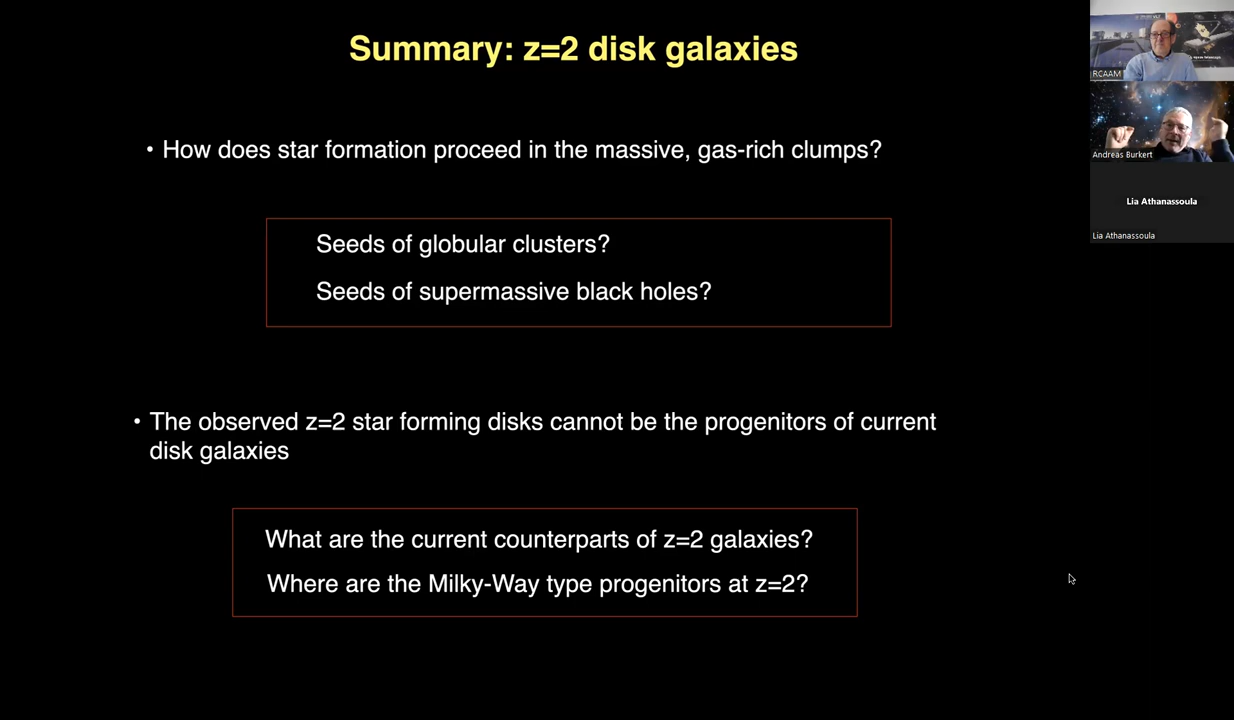 Summary: z=2 disk galaxies
• How does star formation proceed in the massive, gas-rich clumps?
Seeds of globular clusters?
Seeds of supermassive black holes?
• The observed z=2 star forming disks cannot be the progenitors of current
disk galaxies
What are the current counterparts of z=2 galaxies?
Where are the Milky-Way type progenitors at z=2?
RCAAM
Andreas Burkert
Lia Athanassoula
Lia Athanassoula